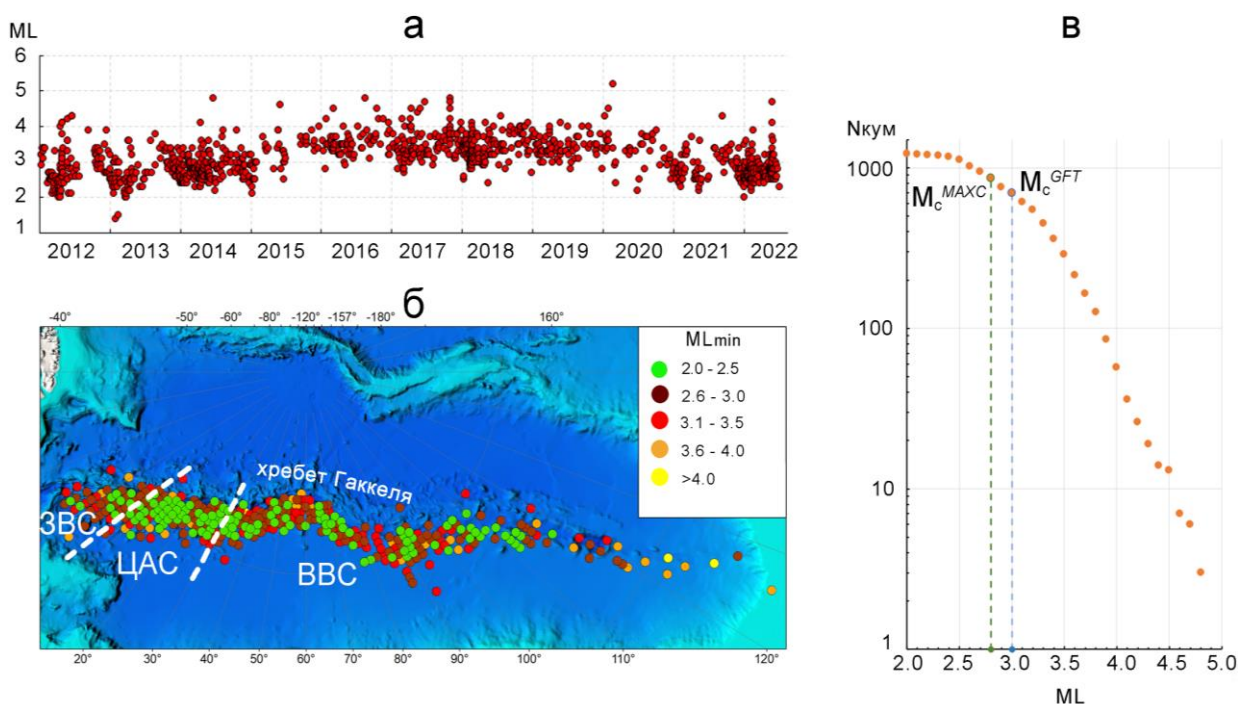 а
ML
6
5
4
3
2
1
2012 2013 2014 2015 2016 2017 2018 2019 2020 2021 2022
б
-40° -50° -60° -80° -120° -157° -180° 160°
MLmin
2.0 - 2.5
2.6 - 3.0
3.1 - 3.5
3.6 - 4.0
>4.0
хребет Гаккеля
ЗВС
ЦАС
ВВС
20° 30° 40° 50° 60° 70° 80° 90° 100° 110° 120°
в
Nкум
1000
100
10
1
Mc MAXC
Mc GFT
2.0 2.5 3.0 3.5 4.0 4.5 5.0
ML